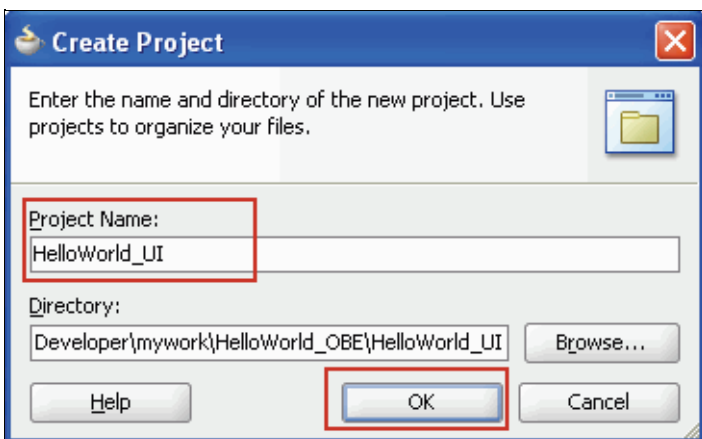 Create Project
Enter the name and directory of the new project. Use
projects to organize your files.
Project Name:
HelloWorld_UI
Directory:
Developer\mywork\HelloWorld_OBE\HelloWorld_UI
Browse...
Help
OK
Cancel